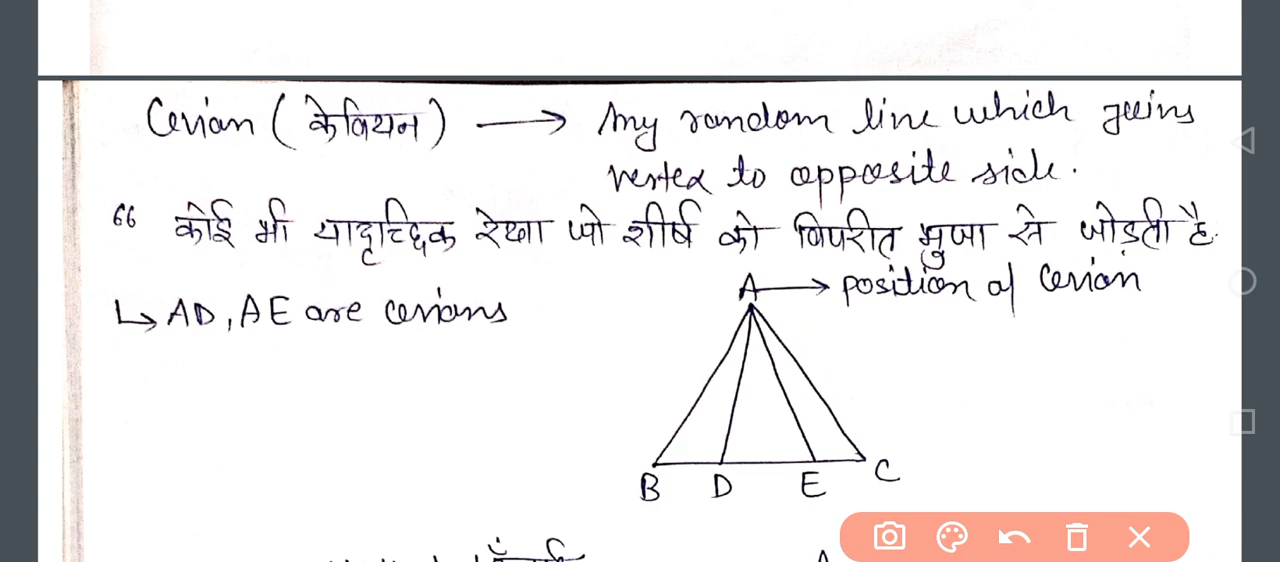 Cevian (केवियन) → Any random line which joins
vertex to opposite side.
66 कोई भी यादृच्छिक रेखा जो शीर्ष को विपरीत भुजा से जोड़ती है.
↳ AD, AE are cevians
A → position of Cevian
B D E C